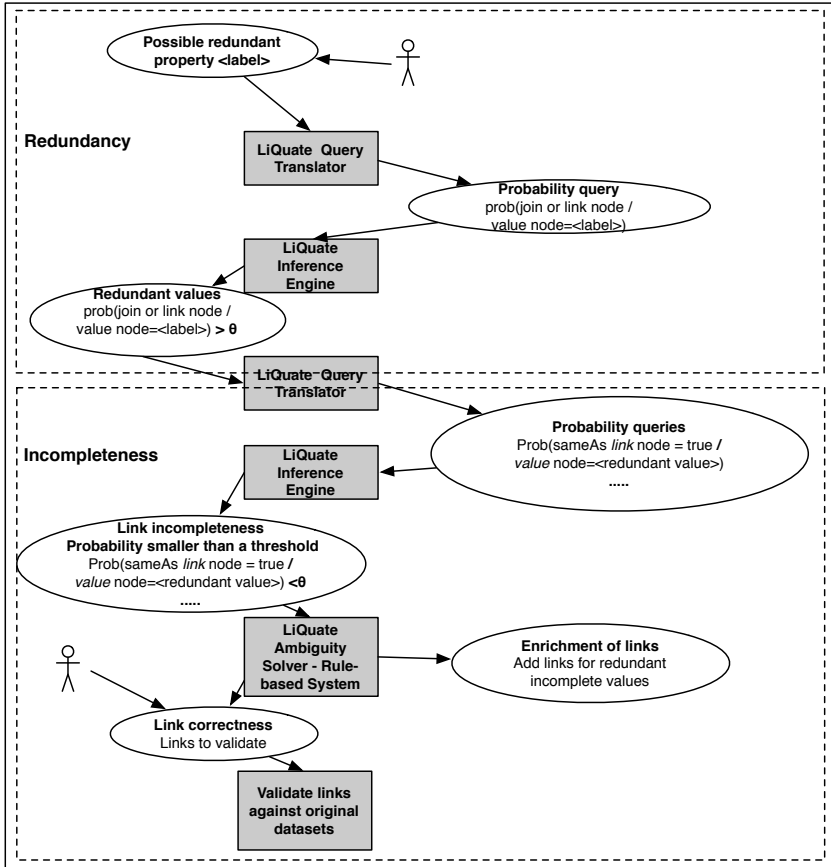 Possible redundant
property <label>
Redundancy
LiQuate Query
Translator
Probability query
prob(join or link node /
value node=<label>)
LiQuate
Inference
Engine
Redundant values
prob(join or link node /
value node=<label>) > θ
LiQuate Query
Translator
Probability queries
Prob(sameAs link node = true /
value node=<redundant value>)
.....
Incompleteness
LiQuate
Inference
Engine
Link incompleteness
Probability smaller than a threshold
Prob(sameAs link node = true /
value node=<redundant value>) <θ
.....
LiQuate
Ambiguity
Solver - Rule-
based System
Enrichment of links
Add links for redundant
incomplete values
Link correctness
Links to validate
Validate links
against original
datasets